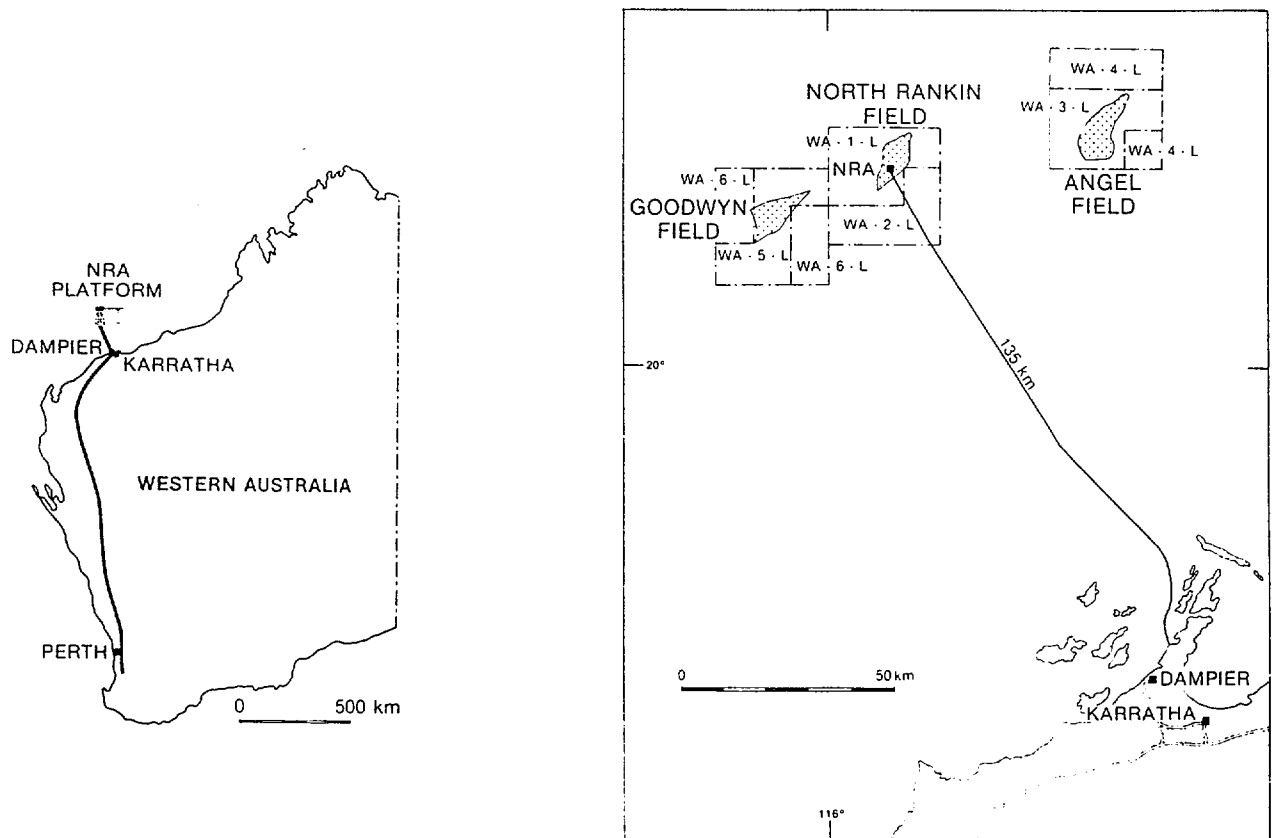 NRA
PLATFORM
DAMPIER
KARRATHA
WESTERN AUSTRALIA
PERTH
0 500 km
WA - 4 - L
NORTH RANKIN
FIELD
WA - 3 - L
WA - 1 - L
WA - 4 - L
NRA
ANGEL
FIELD
WA - 6 - L
GOODWYN
FIELD
WA - 2 - L
WA - 5 - L
WA - 6 - L
20°
135 km
0 50 km
DAMPIER
KARRATHA
116°